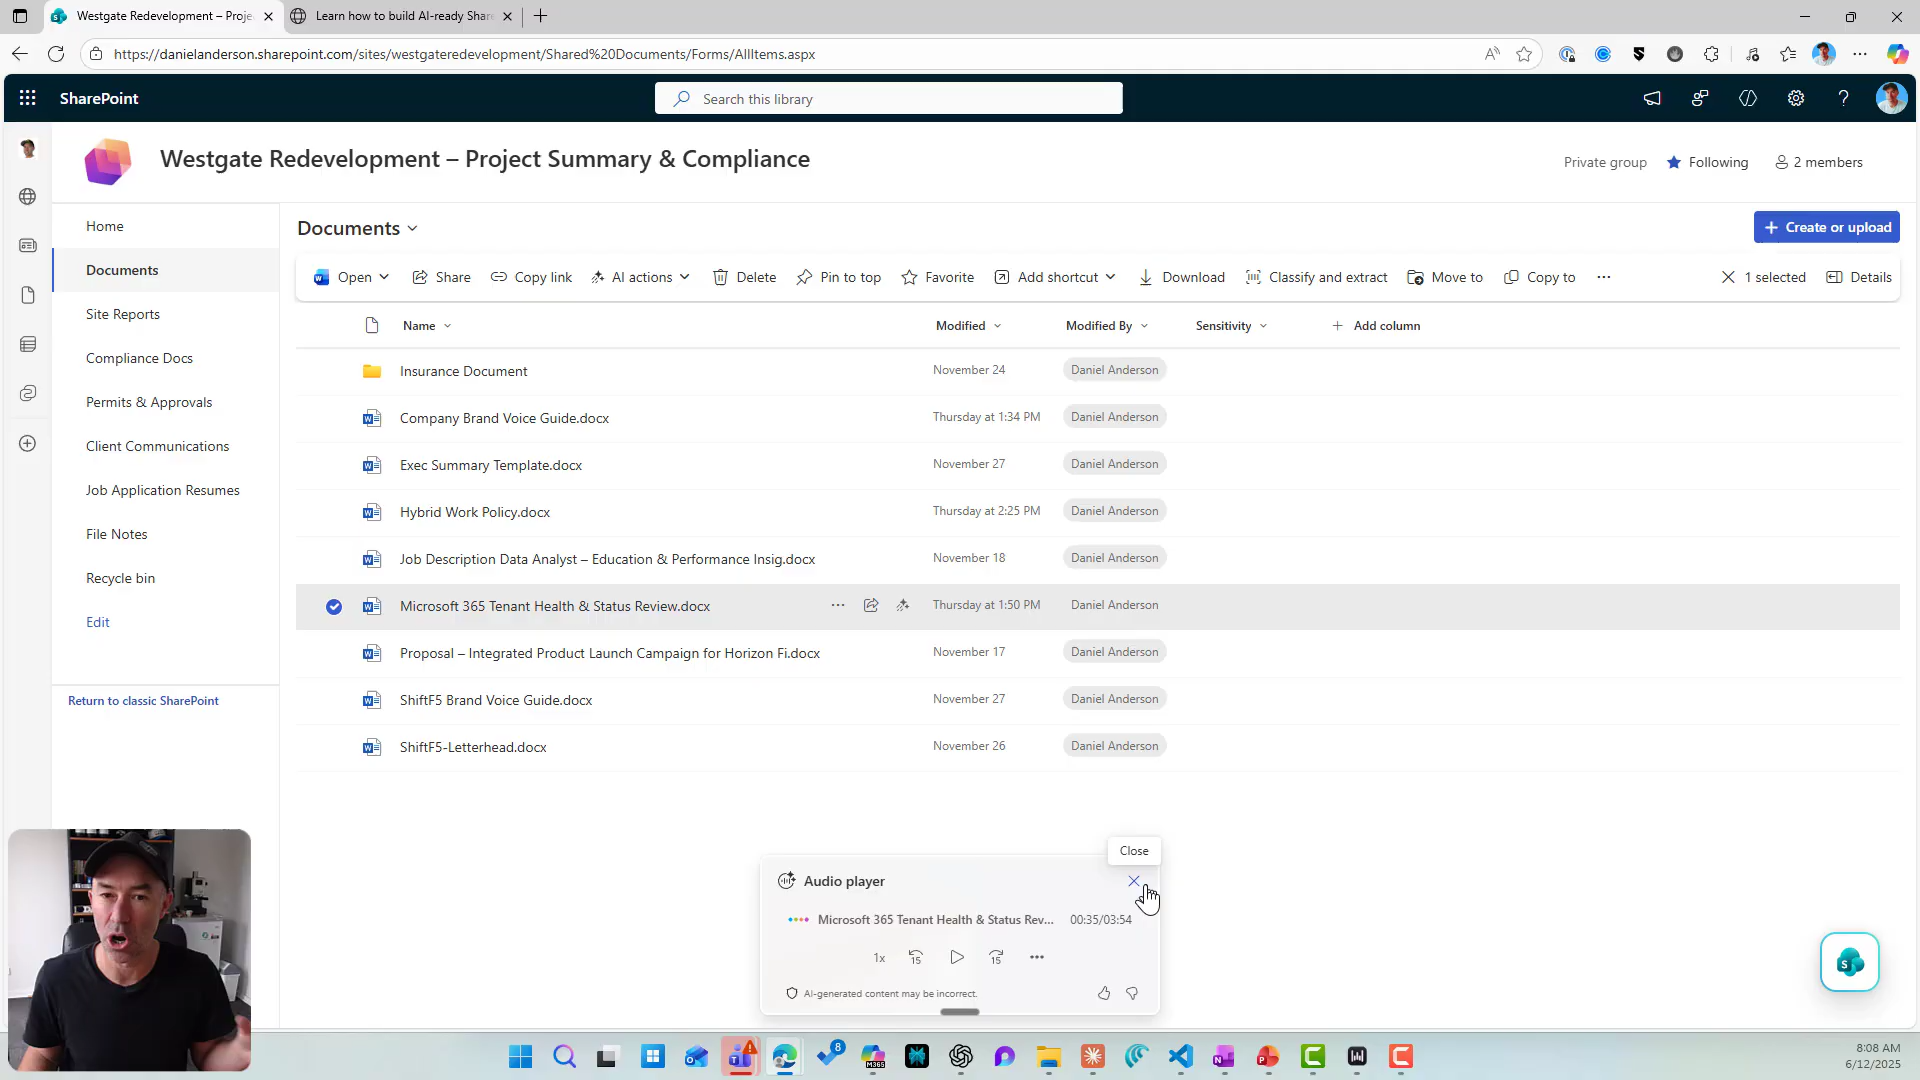 Westgate Redevelopment – Proje
Learn how to build AI-ready Shar
https://danielanderson.sharepoint.com/sites/westgateredevelopment/Shared%20Documents/Forms/AllItems.aspx
SharePoint
Search this library
Westgate Redevelopment – Project Summary & Compliance
Private group
Following
2 members
Home
Documents
Site Reports
Compliance Docs
Permits & Approvals
Client Communications
Job Application Resumes
File Notes
Recycle bin
Edit
Return to classic SharePoint
Documents
Create or upload
Open
Share
Copy link
AI actions
Delete
Pin to top
Favorite
Add shortcut
Download
Classify and extract
Move to
Copy to
1 selected
Details
Name Modified Modified By Sensitivity Add column
Insurance Document November 24 Daniel Anderson
Company Brand Voice Guide.docx Thursday at 1:34 PM Daniel Anderson
Exec Summary Template.docx November 27 Daniel Anderson
Hybrid Work Policy.docx Thursday at 2:25 PM Daniel Anderson
Job Description Data Analyst – Education & Performance Insig.docx November 18 Daniel Anderson
Microsoft 365 Tenant Health & Status Review.docx Thursday at 1:50 PM Daniel Anderson
Proposal – Integrated Product Launch Campaign for Horizon Fi.docx November 17 Daniel Anderson
ShiftF5 Brand Voice Guide.docx November 27 Daniel Anderson
ShiftF5-Letterhead.docx November 26 Daniel Anderson
Close
Audio player
Microsoft 365 Tenant Health & Status Rev... 00:35/03:54
1x
15
15
AI-generated content may be incorrect.
8
M365
8:08 AM
6/12/2025